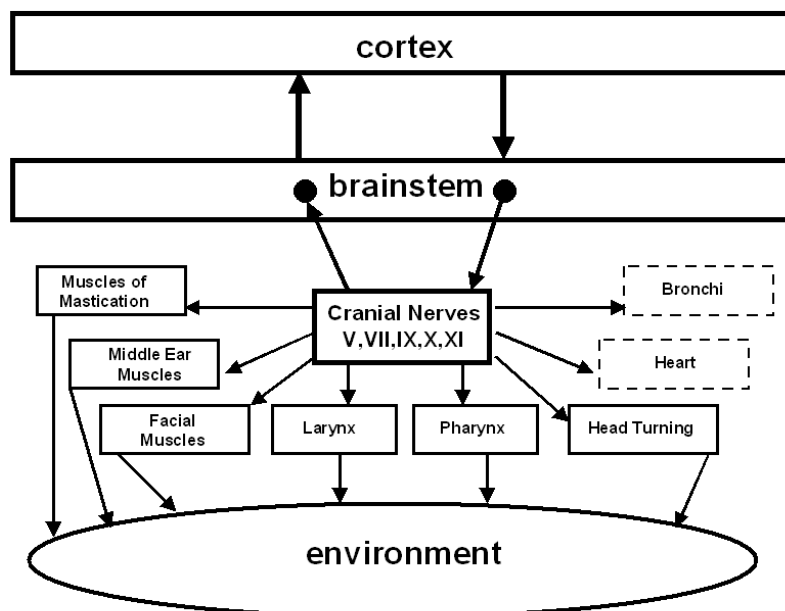 cortex
brainstem
Muscles of
Mastication
Cranial Nerves
V,VII,IX,X,XI
Bronchi
Middle Ear
Muscles
Heart
Facial
Muscles
Larynx
Pharynx
Head Turning
environment